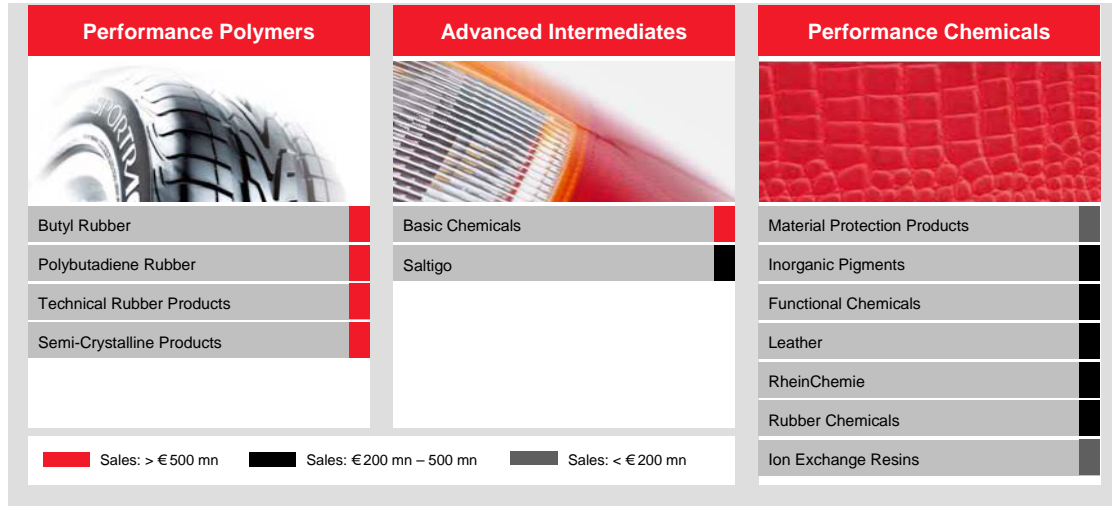 Performance Polymers
SPORTRAC
Butyl Rubber
Polybutadiene Rubber
Technical Rubber Products
Semi-Crystalline Products
Advanced Intermediates
Basic Chemicals
Saltigo
Performance Chemicals
Material Protection Products
Inorganic Pigments
Functional Chemicals
Leather
RheinChemie
Rubber Chemicals
Ion Exchange Resins
Sales: > € 500 mn
Sales: € 200 mn – 500 mn
Sales: < € 200 mn